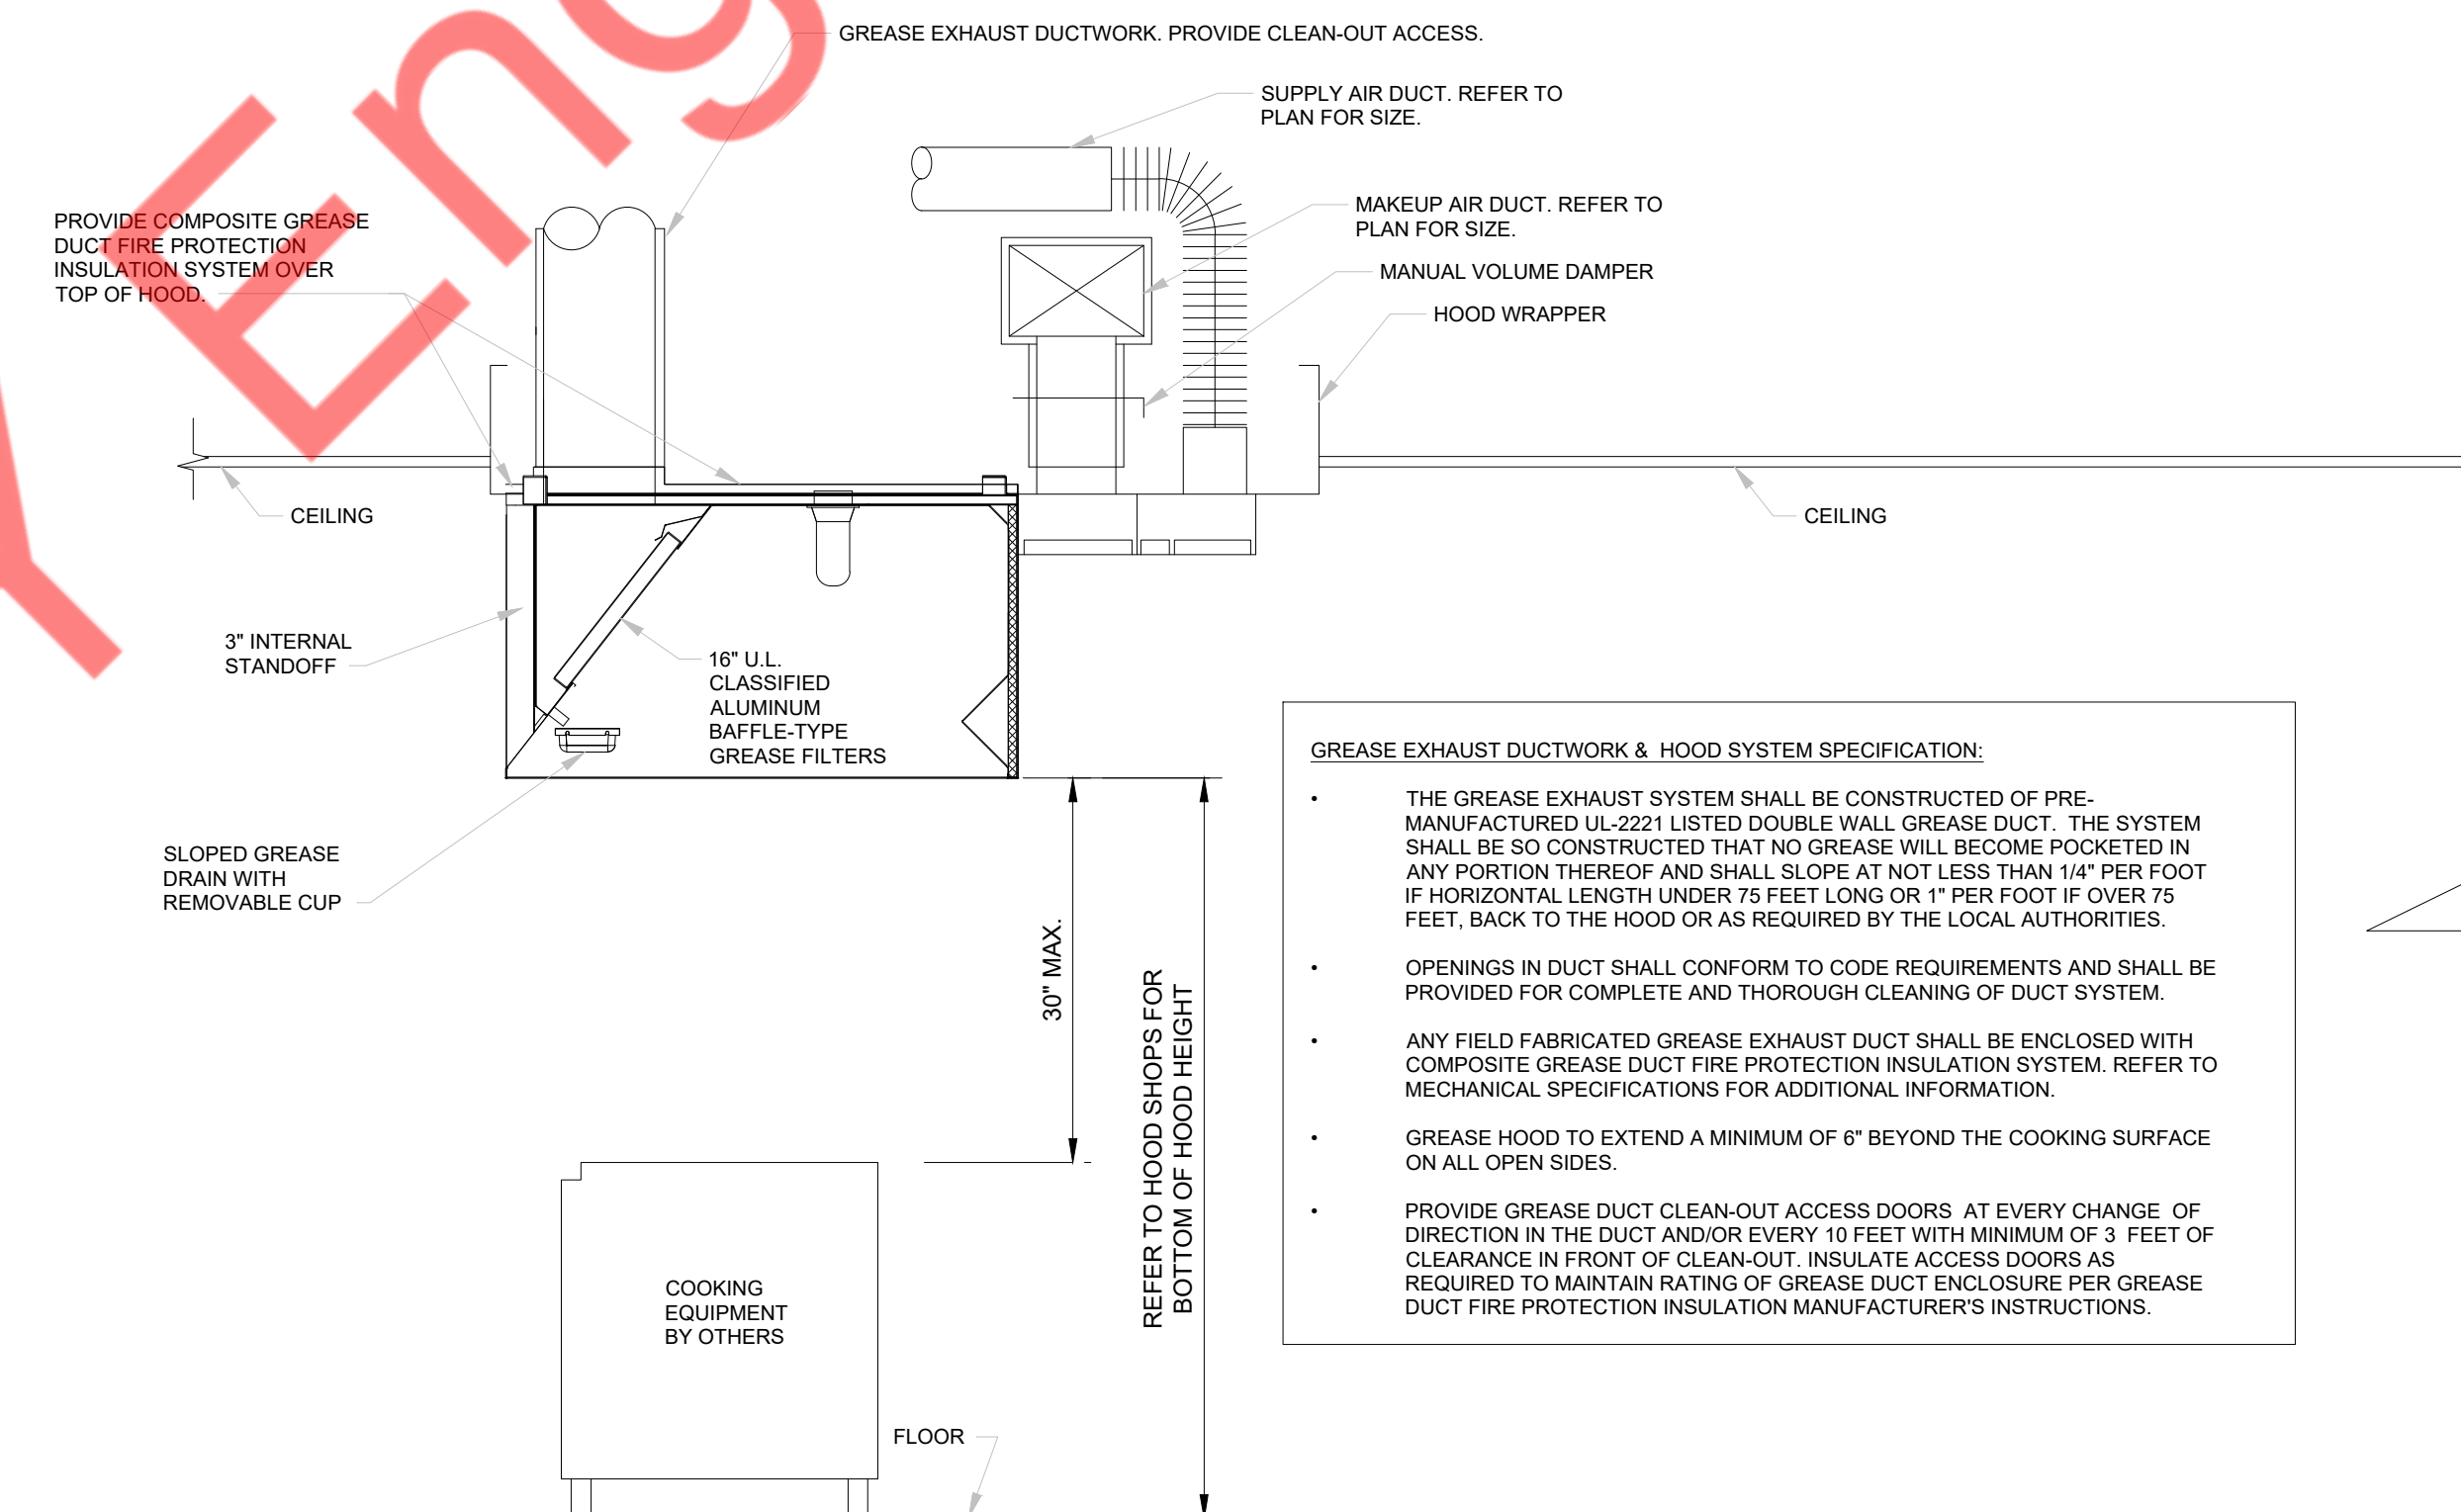 GREASE EXHAUST DUCTWORK. PROVIDE CLEAN-OUT ACCESS.
SUPPLY AIR DUCT. REFER TO
PLAN FOR SIZE.
MAKEUP AIR DUCT. REFER TO
PLAN FOR SIZE.
MANUAL VOLUME DAMPER
HOOD WRAPPER
PROVIDE COMPOSITE GREASE
DUCT FIRE PROTECTION
INSULATION SYSTEM OVER
TOP OF HOOD.
CEILING
CEILING
3" INTERNAL
STANDOFF
16" U.L.
CLASSIFIED
ALUMINUM
BAFFLE-TYPE
GREASE FILTERS
SLOPED GREASE
DRAIN WITH
REMOVABLE CUP
30" MAX.
REFER TO HOOD SHOPS FOR
BOTTOM OF HOOD HEIGHT
COOKING
EQUIPMENT
BY OTHERS
FLOOR
GREASE EXHAUST DUCTWORK & HOOD SYSTEM SPECIFICATION:
• THE GREASE EXHAUST SYSTEM SHALL BE CONSTRUCTED OF PRE-
MANUFACTURED UL-2221 LISTED DOUBLE WALL GREASE DUCT. THE SYSTEM
SHALL BE SO CONSTRUCTED THAT NO GREASE WILL BECOME POCKETED IN
ANY PORTION THEREOF AND SHALL SLOPE AT NOT LESS THAN 1/4" PER FOOT
IF HORIZONTAL LENGTH UNDER 75 FEET LONG OR 1" PER FOOT IF OVER 75
FEET, BACK TO THE HOOD OR AS REQUIRED BY THE LOCAL AUTHORITIES.
• OPENINGS IN DUCT SHALL CONFORM TO CODE REQUIREMENTS AND SHALL BE
PROVIDED FOR COMPLETE AND THOROUGH CLEANING OF DUCT SYSTEM.
• ANY FIELD FABRICATED GREASE EXHAUST DUCT SHALL BE ENCLOSED WITH
COMPOSITE GREASE DUCT FIRE PROTECTION INSULATION SYSTEM. REFER TO
MECHANICAL SPECIFICATIONS FOR ADDITIONAL INFORMATION.
• GREASE HOOD TO EXTEND A MINIMUM OF 6" BEYOND THE COOKING SURFACE
ON ALL OPEN SIDES.
• PROVIDE GREASE DUCT CLEAN-OUT ACCESS DOORS AT EVERY CHANGE OF
DIRECTION IN THE DUCT AND/OR EVERY 10 FEET WITH MINIMUM OF 3 FEET OF
CLEARANCE IN FRONT OF CLEAN-OUT. INSULATE ACCESS DOORS AS
REQUIRED TO MAINTAIN RATING OF GREASE DUCT ENCLOSURE PER GREASE
DUCT FIRE PROTECTION INSULATION MANUFACTURER'S INSTRUCTIONS.